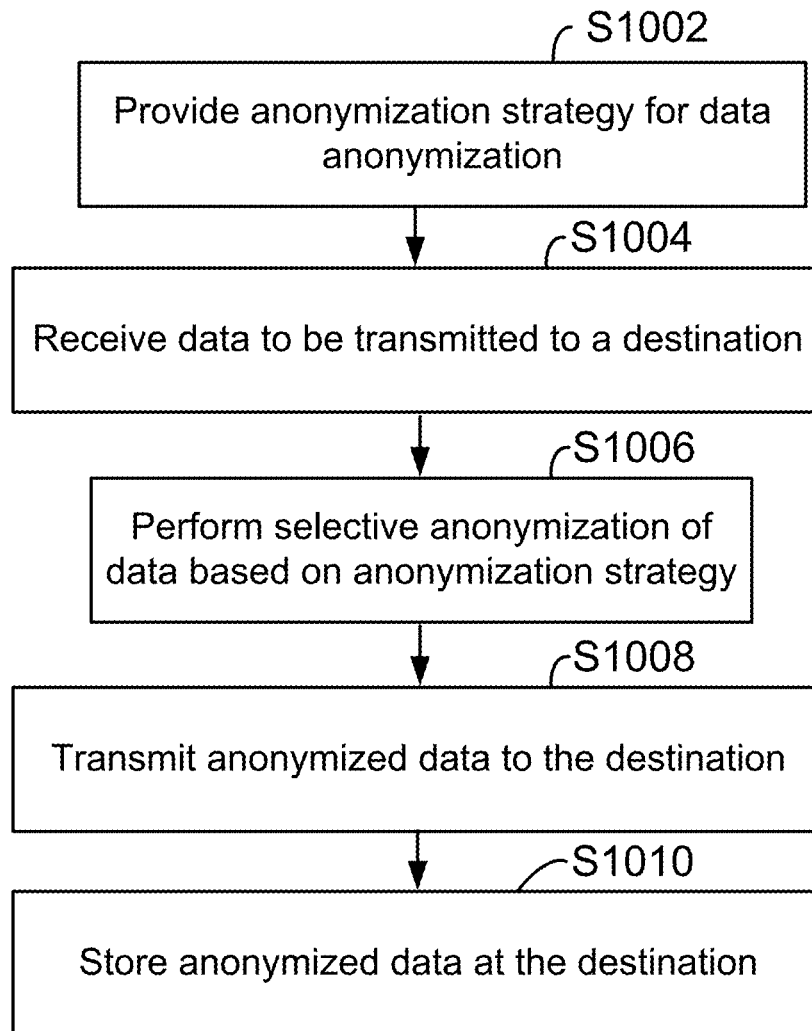 S1002
Provide anonymization strategy for data
anonymization
S1004
Receive data to be transmitted to a destination
S1006
Perform selective anonymization of
data based on anonymization strategy
S1008
Transmit anonymized data to the destination
S1010
Store anonymized data at the destination